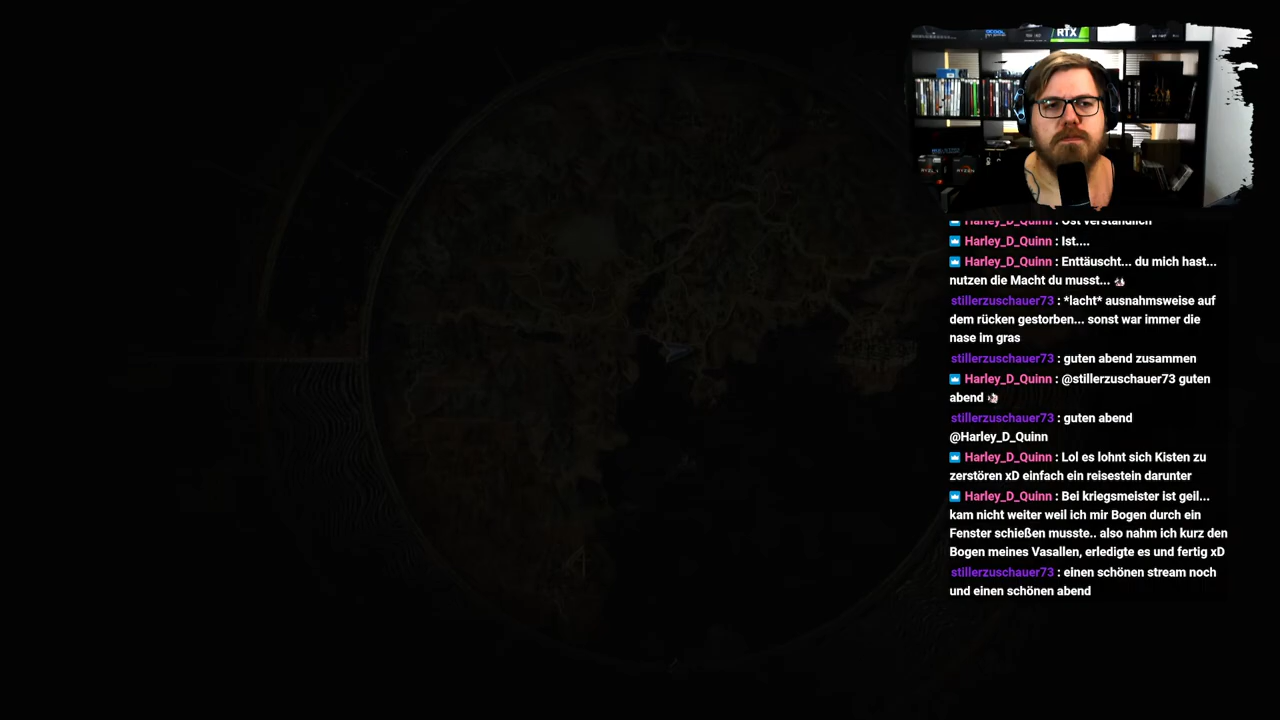 RTX
Harley_D_Quinn : Ost verständlich
Harley_D_Quinn : Ist....
Harley_D_Quinn : Enttäuscht... du mich hast...
nutzen die Macht du musst...
stillerzuschauer73 : *lacht* ausnahmsweise auf
dem rücken gestorben... sonst war immer die
nase im gras
stillerzuschauer73 : guten abend zusammen
Harley_D_Quinn : @stillerzuschauer73 guten
abend
stillerzuschauer73 : guten abend
@Harley_D_Quinn
Harley_D_Quinn : Lol es lohnt sich Kisten zu
zerstören xD einfach ein reisestein darunter
Harley_D_Quinn : Bei kriegsmeister ist geil...
kam nicht weiter weil ich mir Bogen durch ein
Fenster schießen musste.. also nahm ich kurz den
Bogen meines Vasallen, erledigte es und fertig xD
stillerzuschauer73 : einen schönen stream noch
und einen schönen abend